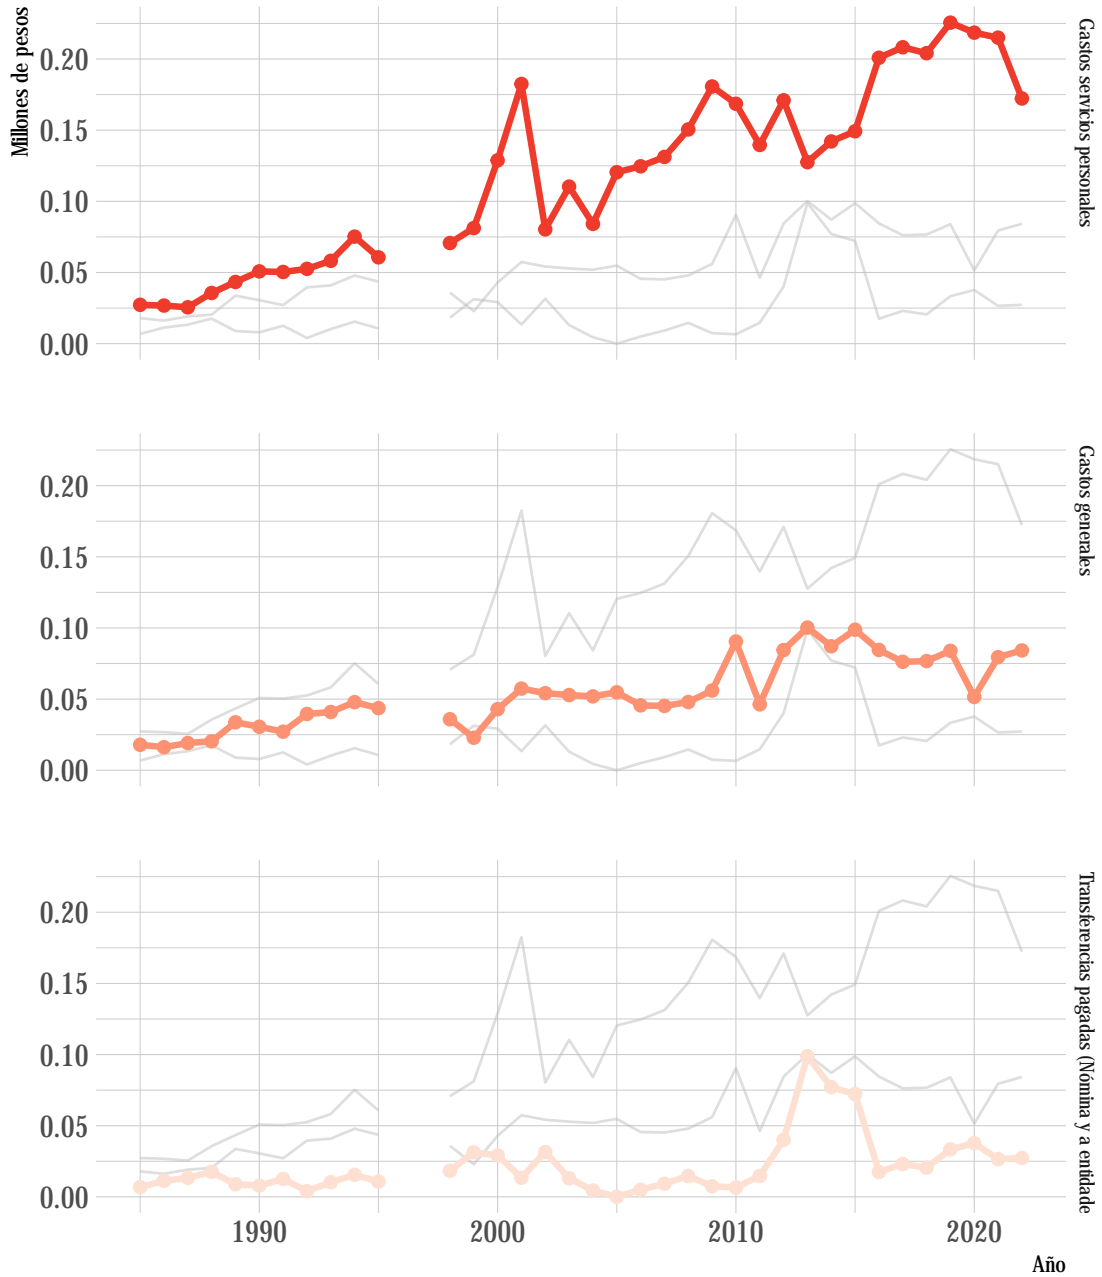 Millones de pesos
0.20
0.15
0.10
0.05
0.00
Gastos servicios personales
0.20
0.15
0.10
0.05
0.00
Gastos generales
0.20
0.15
0.10
0.05
0.00
Transferencias pagadas (Nómina y a entidade
1990 2000 2010 2020
Año